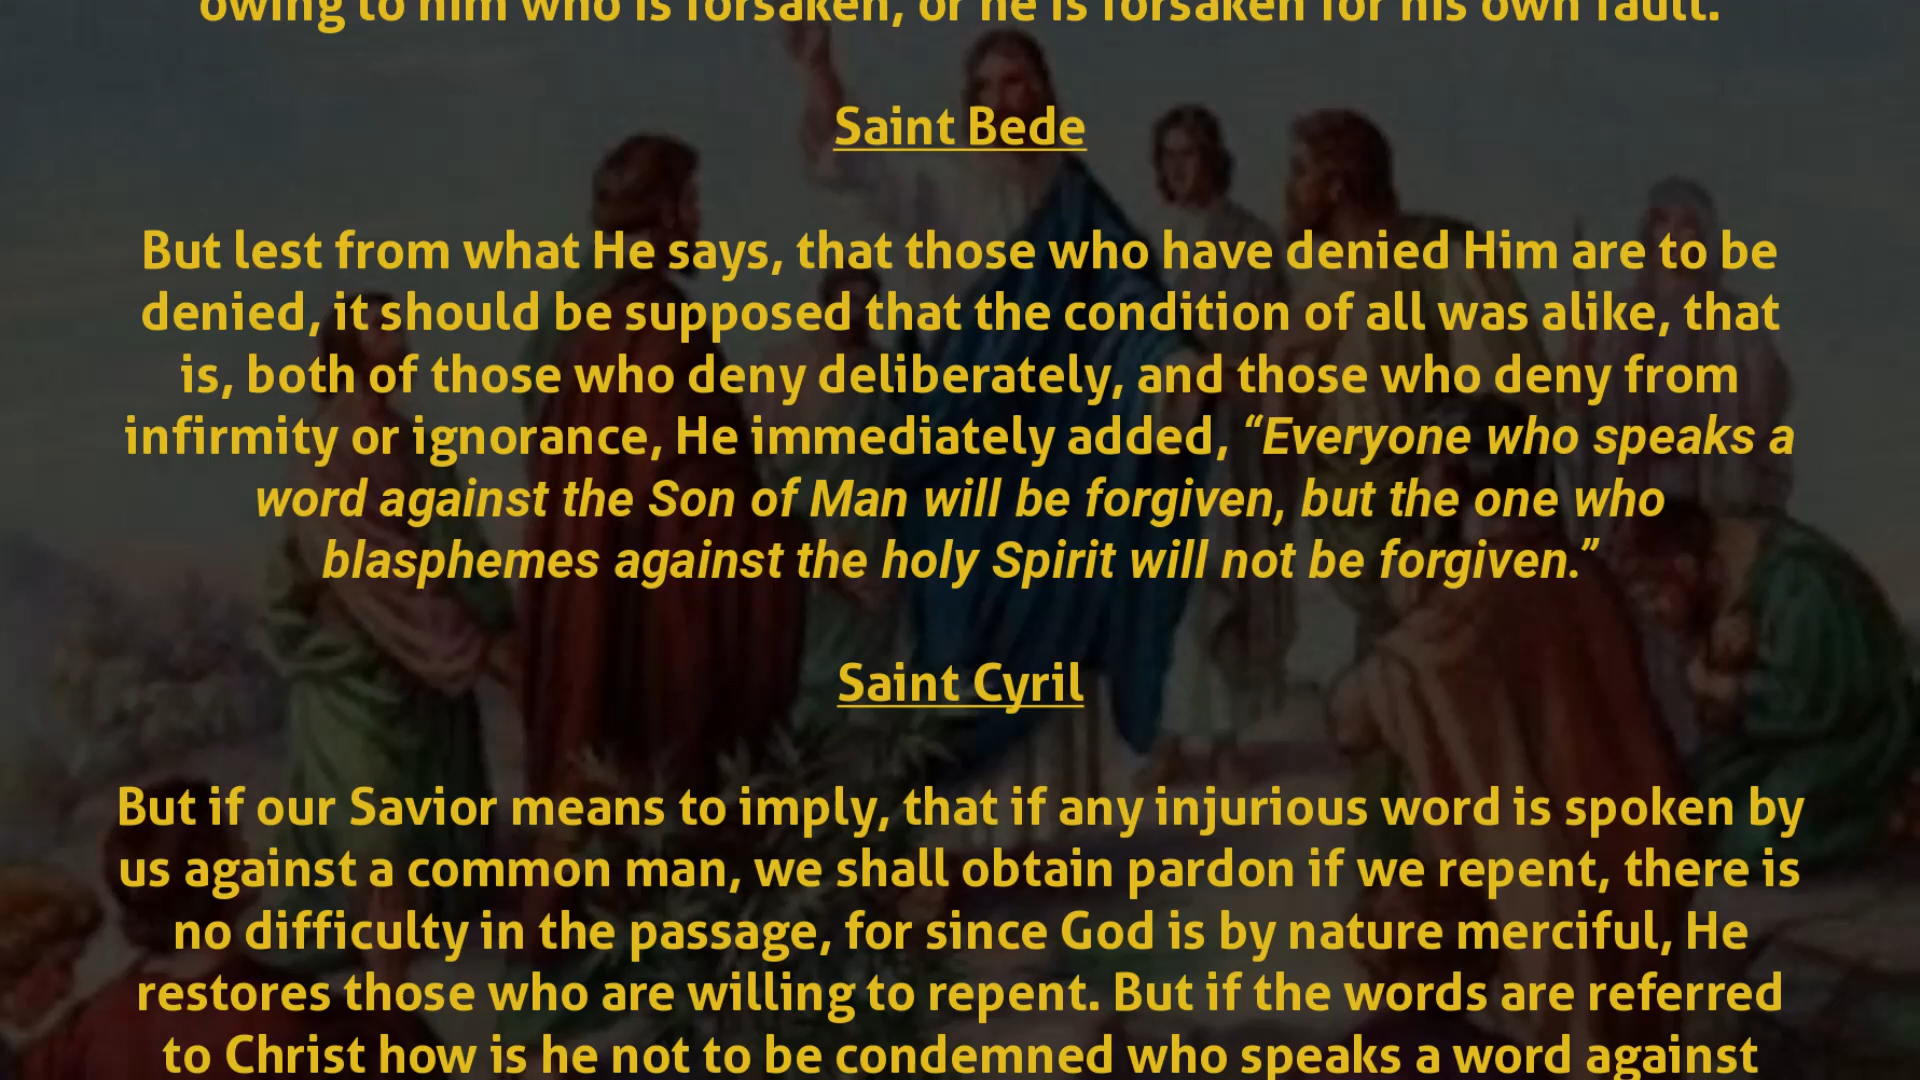 owing to him who is forsaken, or he is forsaken for his own fault.
Saint Bede
But lest from what He says, that those who have denied Him are to be
denied, it should be supposed that the condition of all was alike, that
is, both of those who deny deliberately, and those who deny from
infirmity or ignorance, He immediately added, “Everyone who speaks a
word against the Son of Man will be forgiven, but the one who
blasphemes against the holy Spirit will not be forgiven.”
Saint Cyril
But if our Savior means to imply, that if any injurious word is spoken by
us against a common man, we shall obtain pardon if we repent, there is
no difficulty in the passage, for since God is by nature merciful, He
restores those who are willing to repent. But if the words are referred
to Christ how is he not to be condemned who speaks a word against